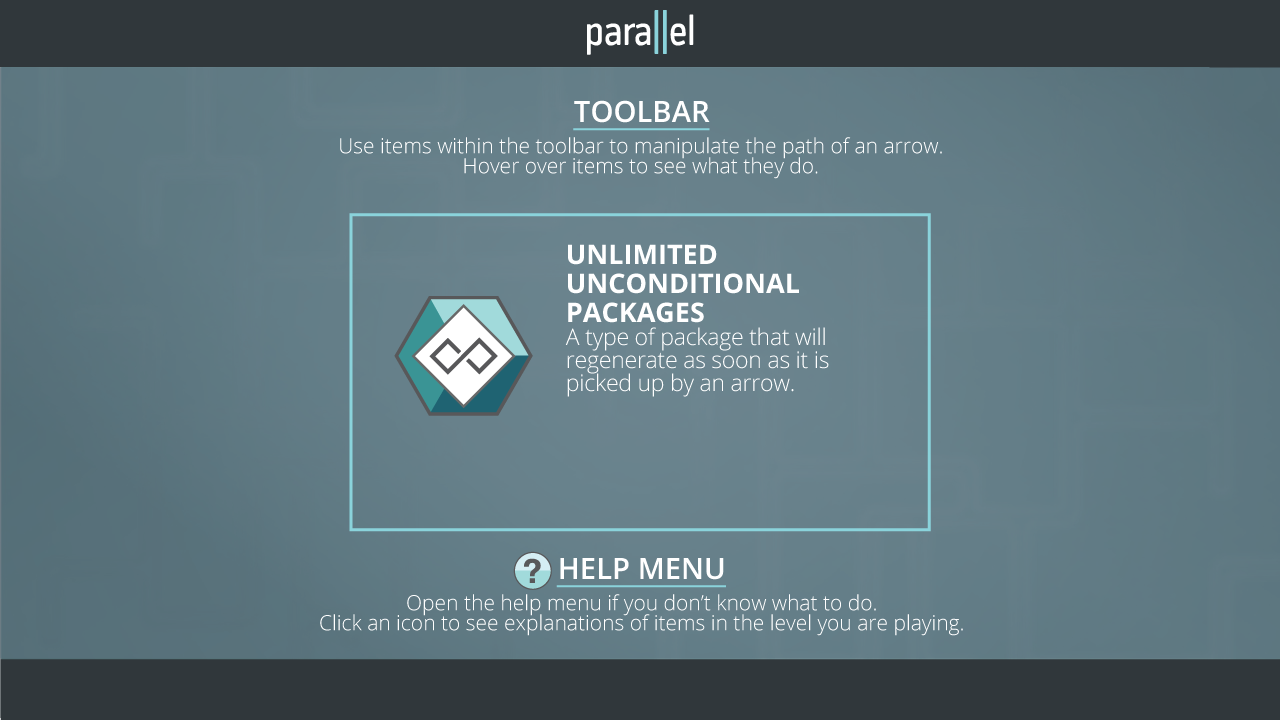 parallel
TOOLBAR
Use items within the toolbar to manipulate the path of an arrow.
Hover over items to see what they do.
UNLIMITED
UNCONDITIONAL
PACKAGES
A type of package that will
regenerate as soon as it is
picked up by an arrow.
? HELP MENU
Open the help menu if you don't know what to do.
Click an icon to see explanations of items in the level you are playing.